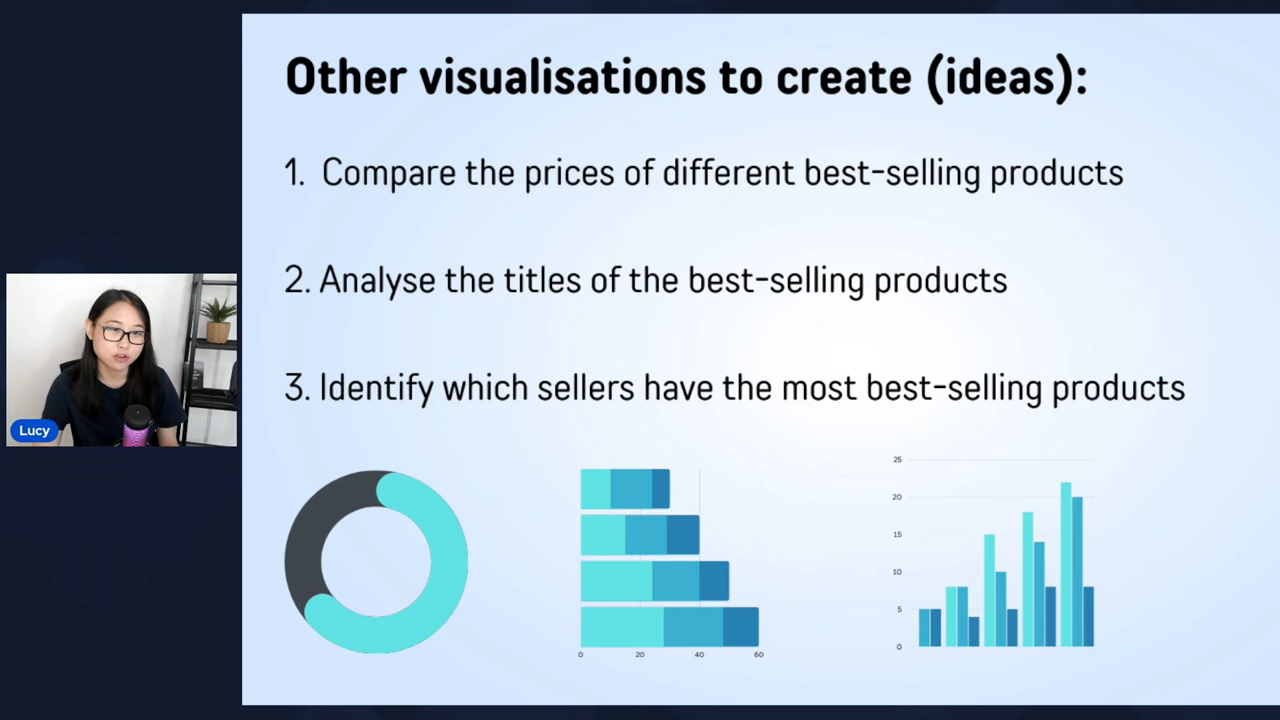 Other visualisations to create (ideas):
1. Compare the prices of different best-selling products
2. Analyse the titles of the best-selling products
3. Identify which sellers have the most best-selling products
Lucy
0 20 40 60
25
20
15
10
5
0